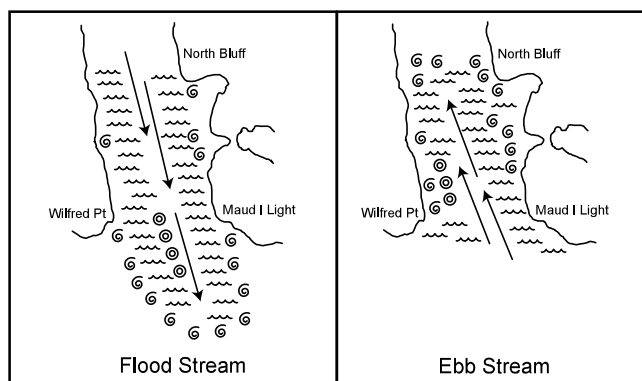 North Bluff
Wilfred Pt
Maud I Light
Flood Stream
North Bluff
Wilfred Pt
Maud I Light
Ebb Stream